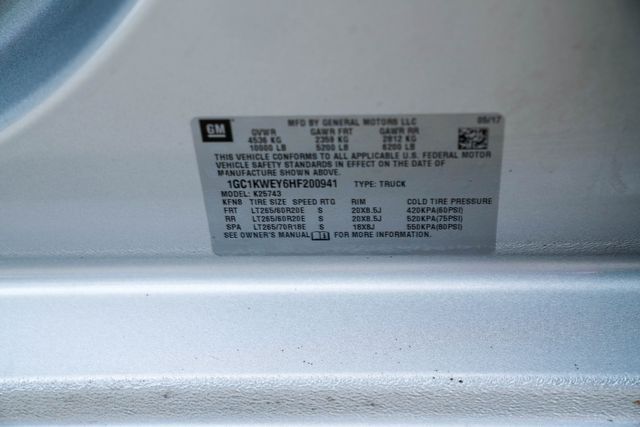 GM MFD BY GENERAL MOTORS LLC 05/17
GVWR GAWR FRT GAWR RR
4536 KG 2359 KG 2812 KG
10000 LB 5200 LB 6200 LB
THIS VEHICLE CONFORMS TO ALL APPLICABLE U.S. FEDERAL MOTOR
VEHICLE SAFETY STANDARDS IN EFFECT ON THE DATE OF
MANUFACTURE SHOWN ABOVE.
1GC1KWEY6HF200941 TYPE: TRUCK
MODEL: K25743
KFNS TIRE SIZE SPEED RTG RIM COLD TIRE PRESSURE
FRT LT265/60R20E S 20X8.5J 420KPA(60PSI)
RR LT265/60R20E S 20X8.5J 520KPA(75PSI)
SPA LT265/70R18E S 18X8J 550KPA(80PSI)
SEE OWNER'S MANUAL FOR MORE INFORMATION.